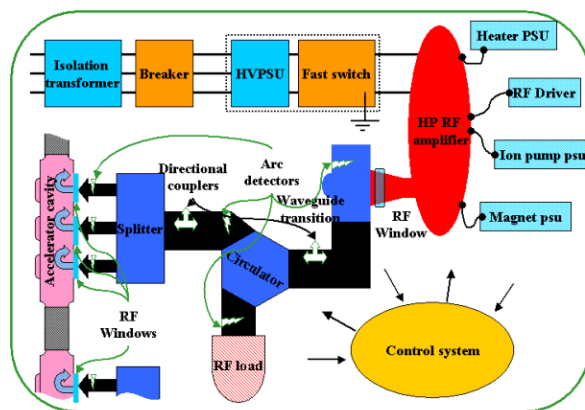 Isolation
transformer
Breaker
HVPSU
Fast switch
Heater PSU
HP RF
amplifier
RF Driver
Ion pump psu
Magnet psu
Directional
couplers
Arc
detectors
Waveguide
transition
RF
Window
Accelerator cavity
Splitter
Circulator
RF
Windows
RF load
Control system